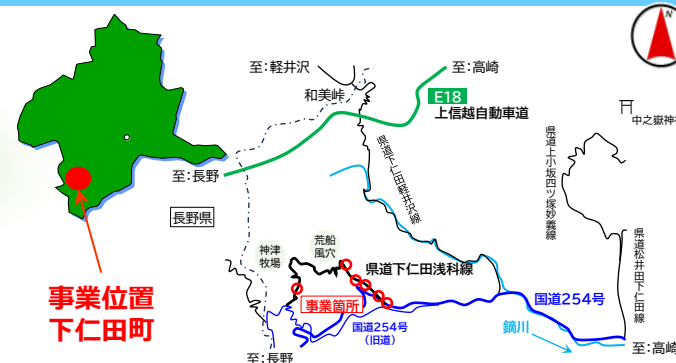 至：軽井沢
至：高崎
和美峠
E18
上信越自動車道
中之嶽神社
県道下仁田軽井沢線
県道上小坂四ツ塚妙義線
至：長野
長野県
県道松井田下仁田線
荒船
風穴
神津
牧場
県道下仁田浅科線
事業位置
下仁田町
事業箇所
国道254号
国道254号
(旧道)
鏑川
至：高崎
至：長野